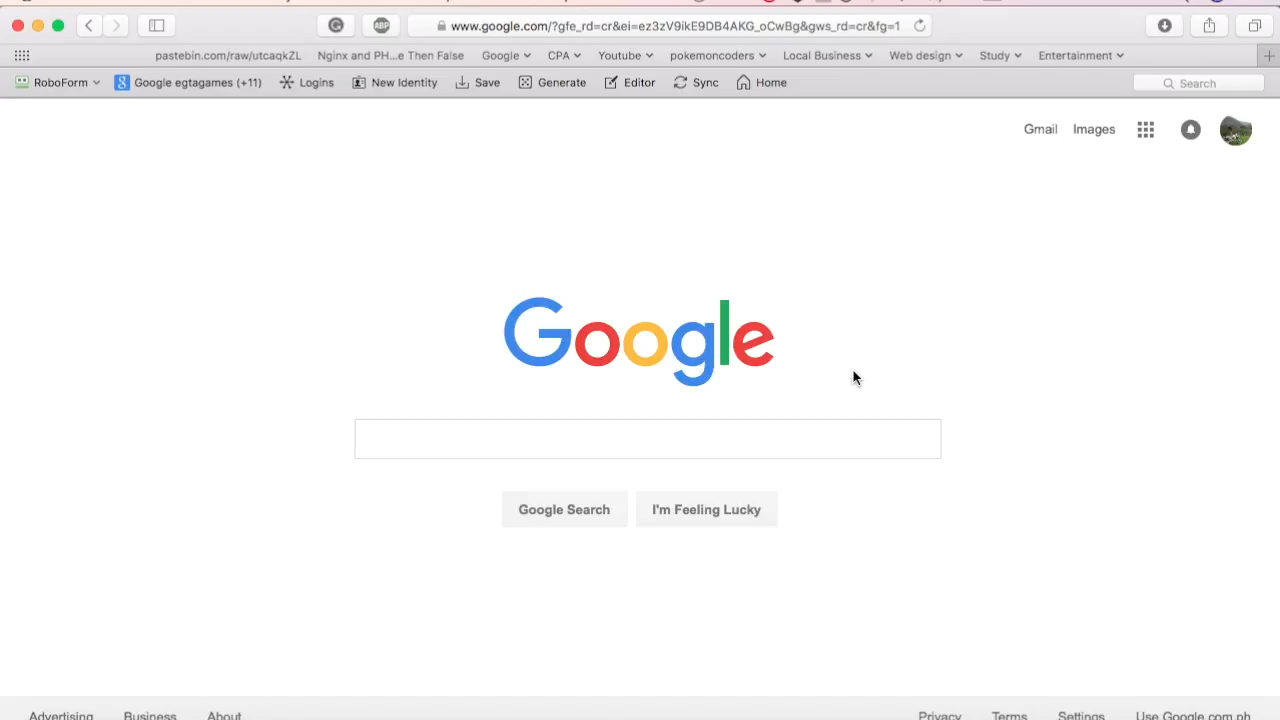 ABP www.google.com/?gfe_rd=cr&ei=ez3zV9ikE9DB4AKG_oCwBg&gws_rd=cr&fg=1
pastebin.com/raw/utcaqkZL Nginx and PH...e Then False Google CPA Youtube pokemoncoders Local Business Web design Study Entertainment
RoboForm Google egtagames (+11) Logins New Identity Save Generate Editor Sync Home Search
Gmail Images
Google
Google Search I'm Feeling Lucky
Advertising Business About Privacy Terms Settings Use Google.com.ph